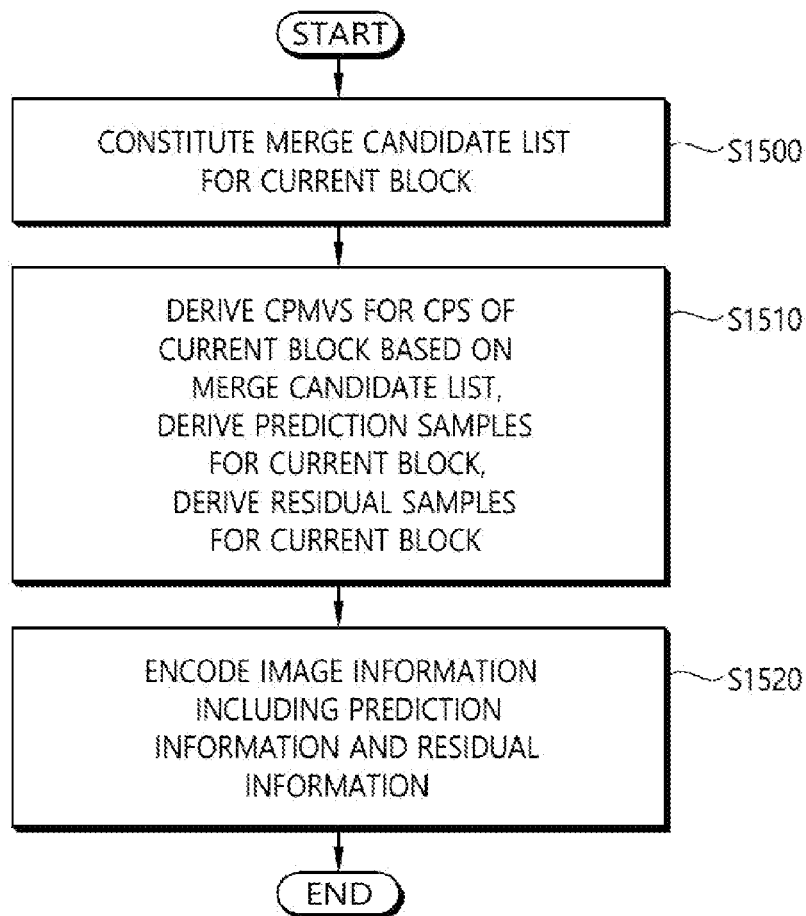 START
CONSTITUTE MERGE CANDIDATE LIST
FOR CURRENT BLOCK
S1500
DERIVE CPMVS FOR CPS OF
CURRENT BLOCK BASED ON
MERGE CANDIDATE LIST,
DERIVE PREDICTION SAMPLES
FOR CURRENT BLOCK,
DERIVE RESIDUAL SAMPLES
FOR CURRENT BLOCK
S1510
ENCODE IMAGE INFORMATION
INCLUDING PREDICTION
INFORMATION AND RESIDUAL
INFORMATION
S1520
END